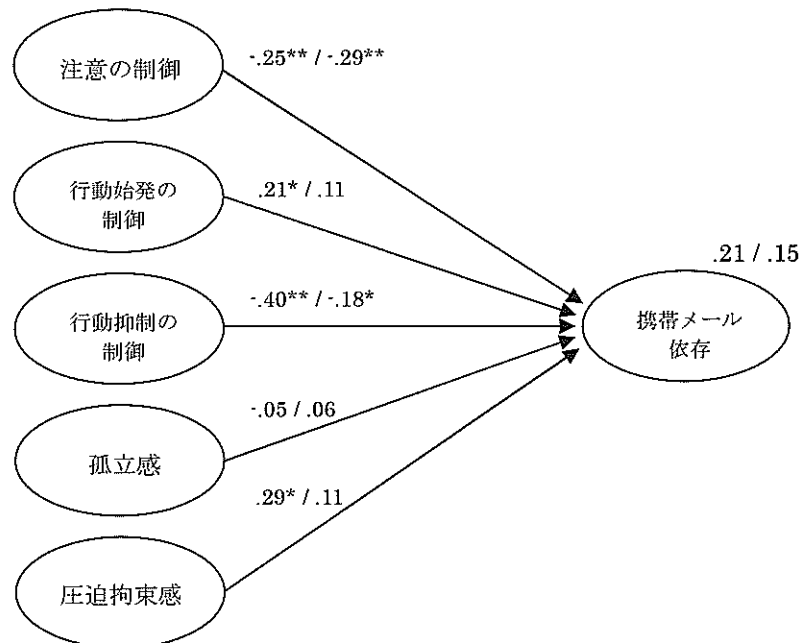 注意の制御
-.25** / -.29**
行動始発の
制御
.21* / .11
.21 / .15
行動抑制の
制御
-.40** / -.18*
携帯メール
依存
孤立感
-.05 / .06
圧迫拘束感
.29* / .11